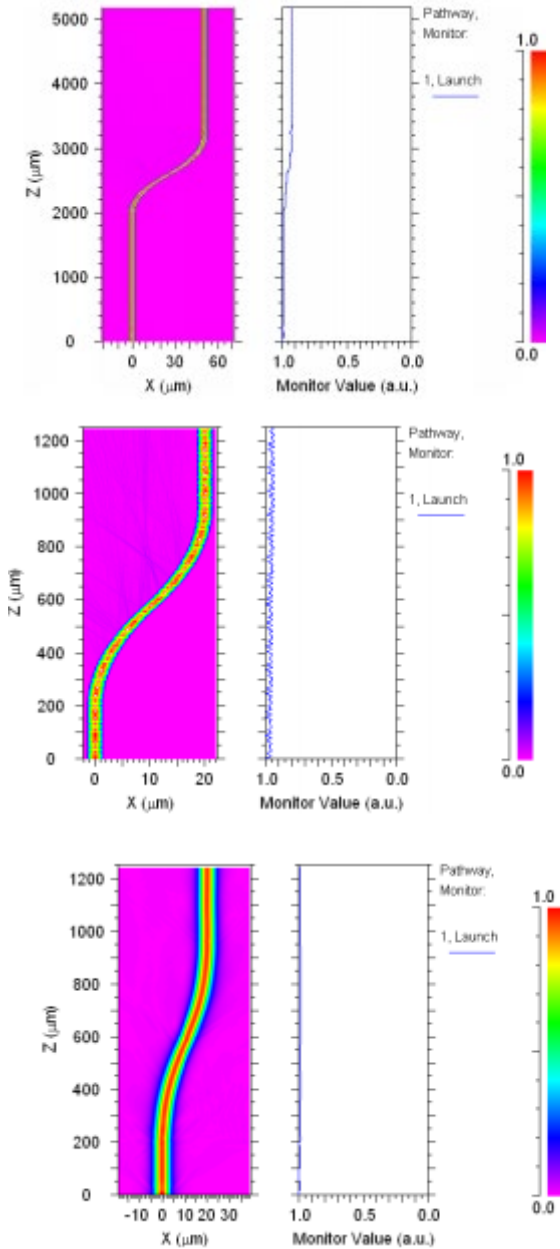 Pathway,
Monitor:
1, Launch
1.0
0.0
5000
4000
3000
2000
1000
0
Z (μm)
0 30 60
X (μm)
1.0 0.5 0.0
Monitor Value (a.u.)
Pathway,
Monitor:
1, Launch
1.0
0.0
1200
1000
800
600
400
200
0
Z (μm)
0 10 20
X (μm)
1.0 0.5 0.0
Monitor Value (a.u.)
Pathway,
Monitor:
1, Launch
1.0
0.0
1200
1000
800
600
400
200
0
Z (μm)
-10 0 10 20 30
X (μm)
1.0 0.5 0.0
Monitor Value (a.u.)